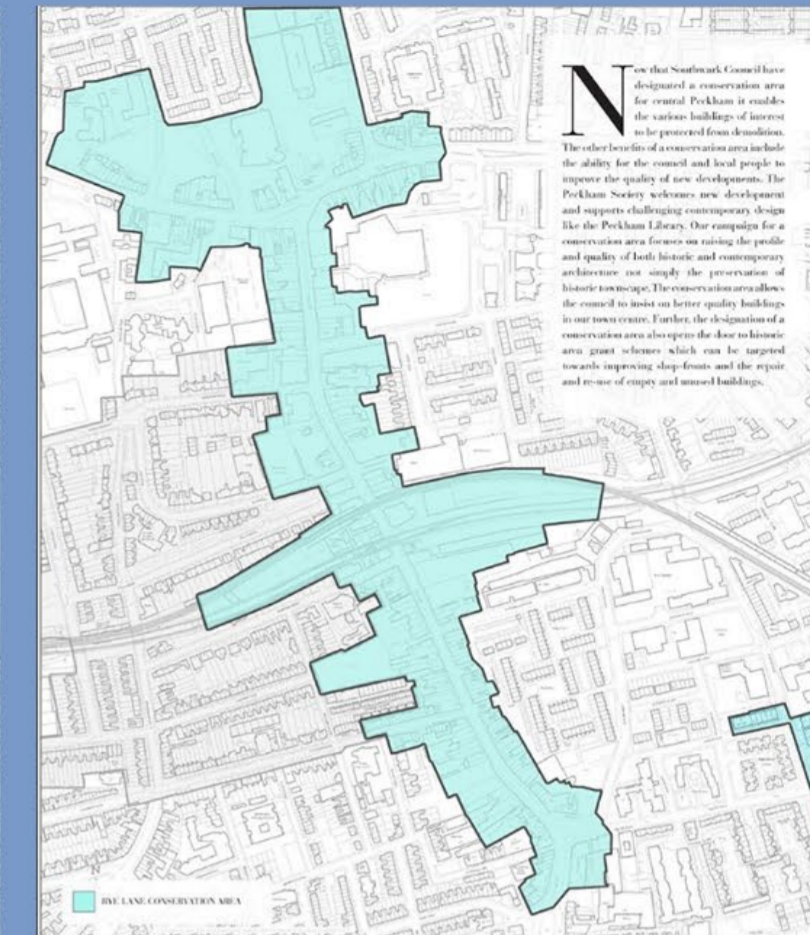 Now that Southwark Council have
designated a conservation area
for central Peckham it enables
the various buildings of interest
to be protected from demolition.
The other benefits of a conservation area include
the ability for the council and local people to
improve the quality of new developments. The
Peckham Society welcomes new development
and supports challenging contemporary design
like the Peckham Library. Our campaign for a
conservation area focuses on raising the profile
and quality of both historic and contemporary
architecture not simply the preservation of
historic townscape. The conservation area allows
the council to insist on better quality buildings
in our town centre. Further, the designation of a
conservation area also opens the door to historic
area grant schemes which can be targeted
towards improving shop-fronts and the repair
and re-use of empty and unused buildings.
RYE LANE CONSERVATION AREA